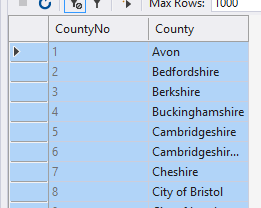 Max Rows: 1000
CountyNo County
1 Avon
2 Bedfordshire
3 Berkshire
4 Buckinghamshire
5 Cambridgeshire
6 Cambridgeshir...
7 Cheshire
8 City of Bristol